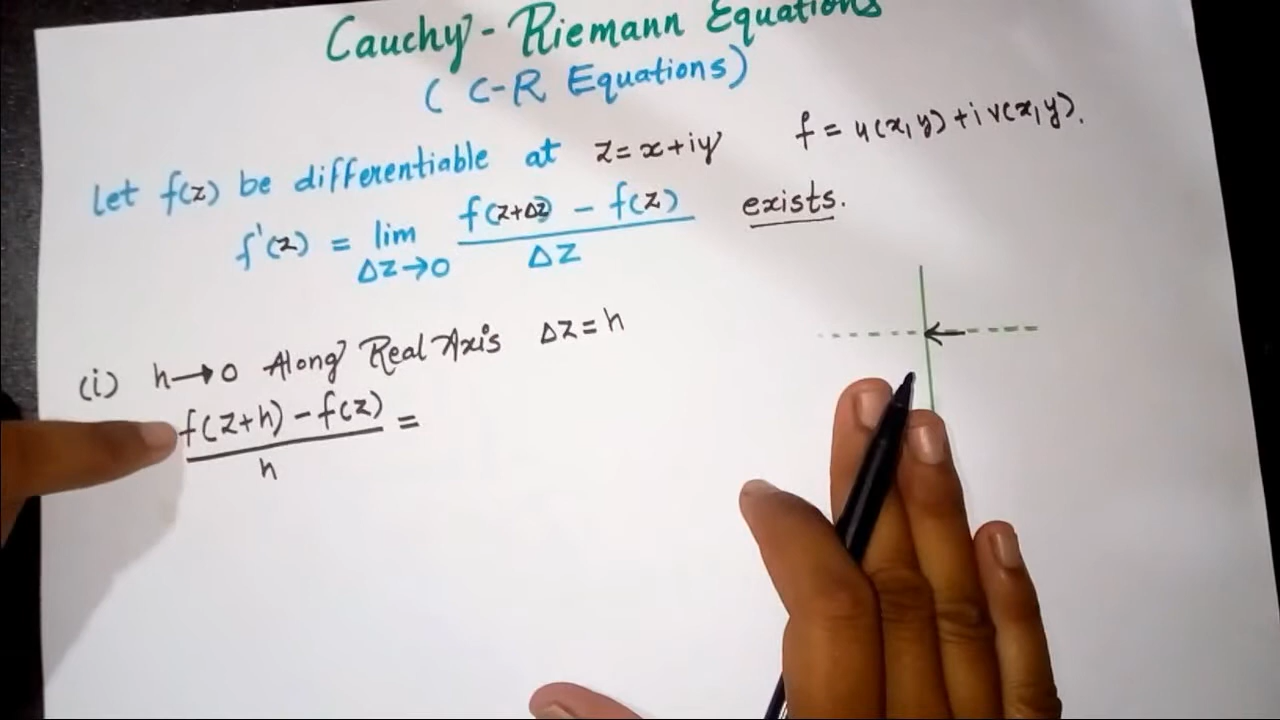 Cauchy - Riemann Equations
( C-R Equations)
Let f(z) be differentiable at z = x+iy f = u(x,y)+iv(x,y).
f'(z) = lim Δz→0 f(z+Δz) - f(z) / Δz exists.
(i) h→0 Along Real Axis Δz = h
f(z+h) - f(z) / h =